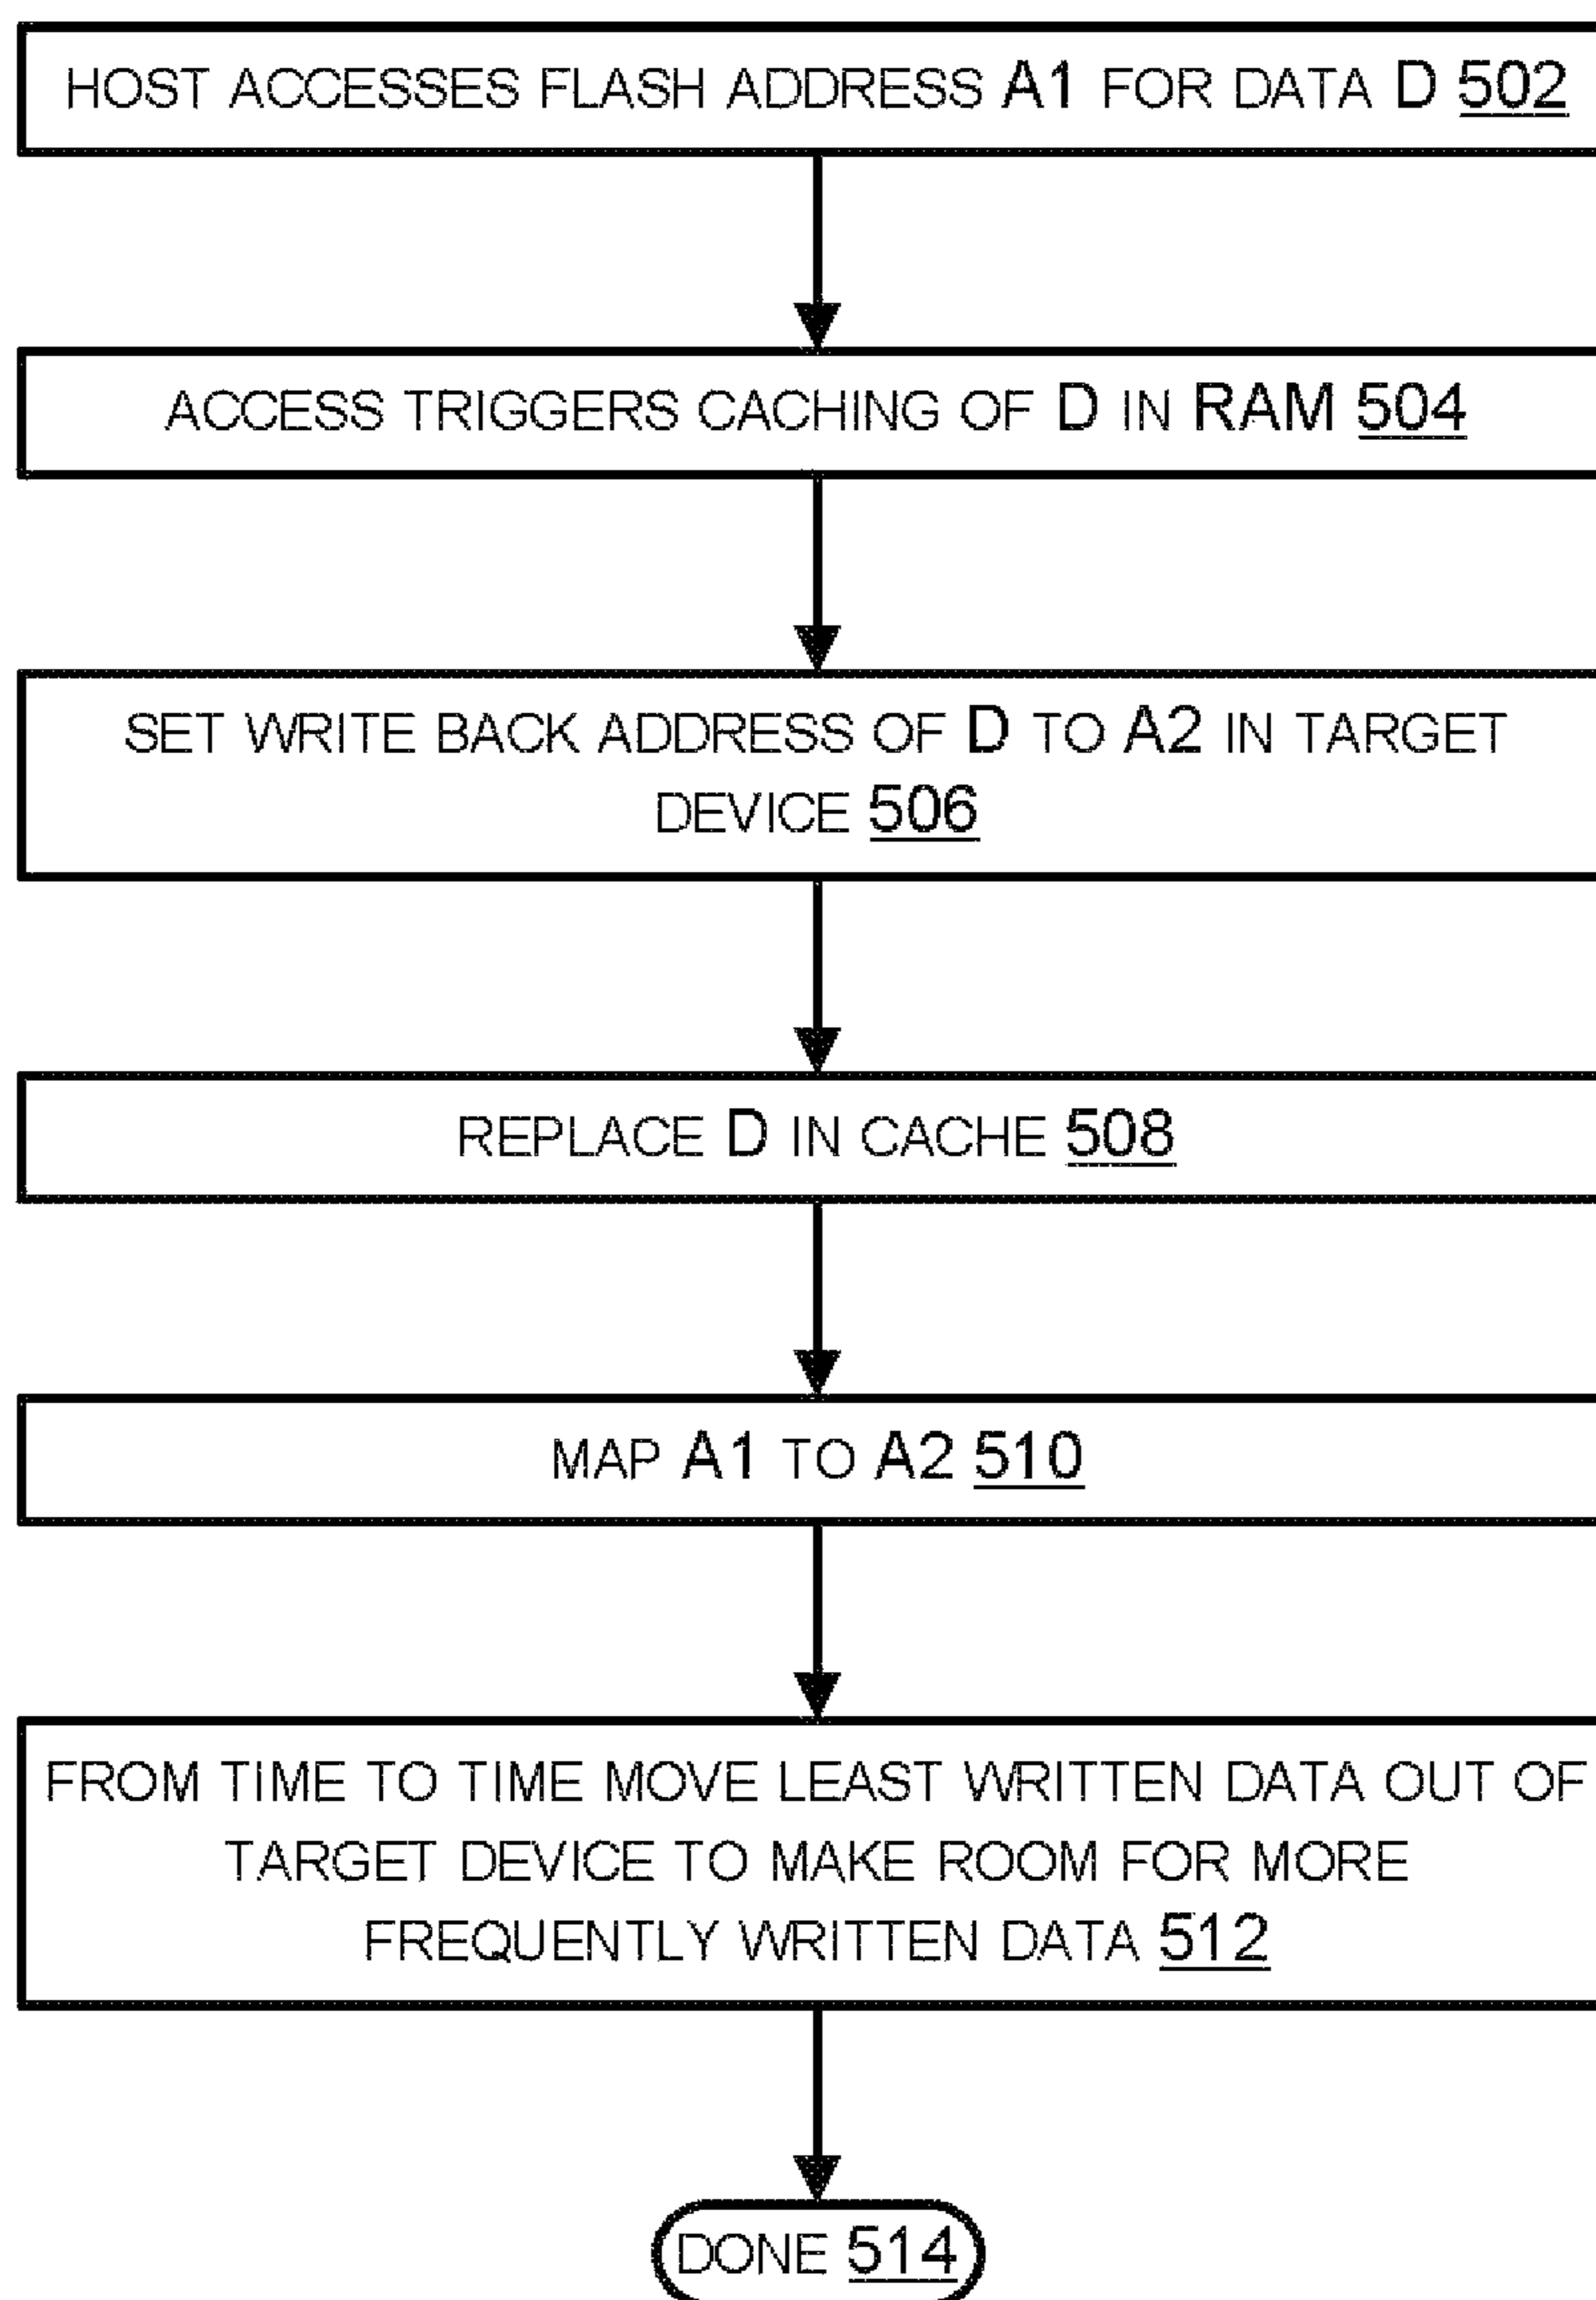 HOST ACCESSES FLASH ADDRESS A1 FOR DATA D 502
ACCESS TRIGGERS CACHING OF D IN RAM 504
SET WRITE BACK ADDRESS OF D TO A2 IN TARGET
DEVICE 506
REPLACE D IN CACHE 508
MAP A1 TO A2 510
FROM TIME TO TIME MOVE LEAST WRITTEN DATA OUT OF
TARGET DEVICE TO MAKE ROOM FOR MORE
FREQUENTLY WRITTEN DATA 512
DONE 514